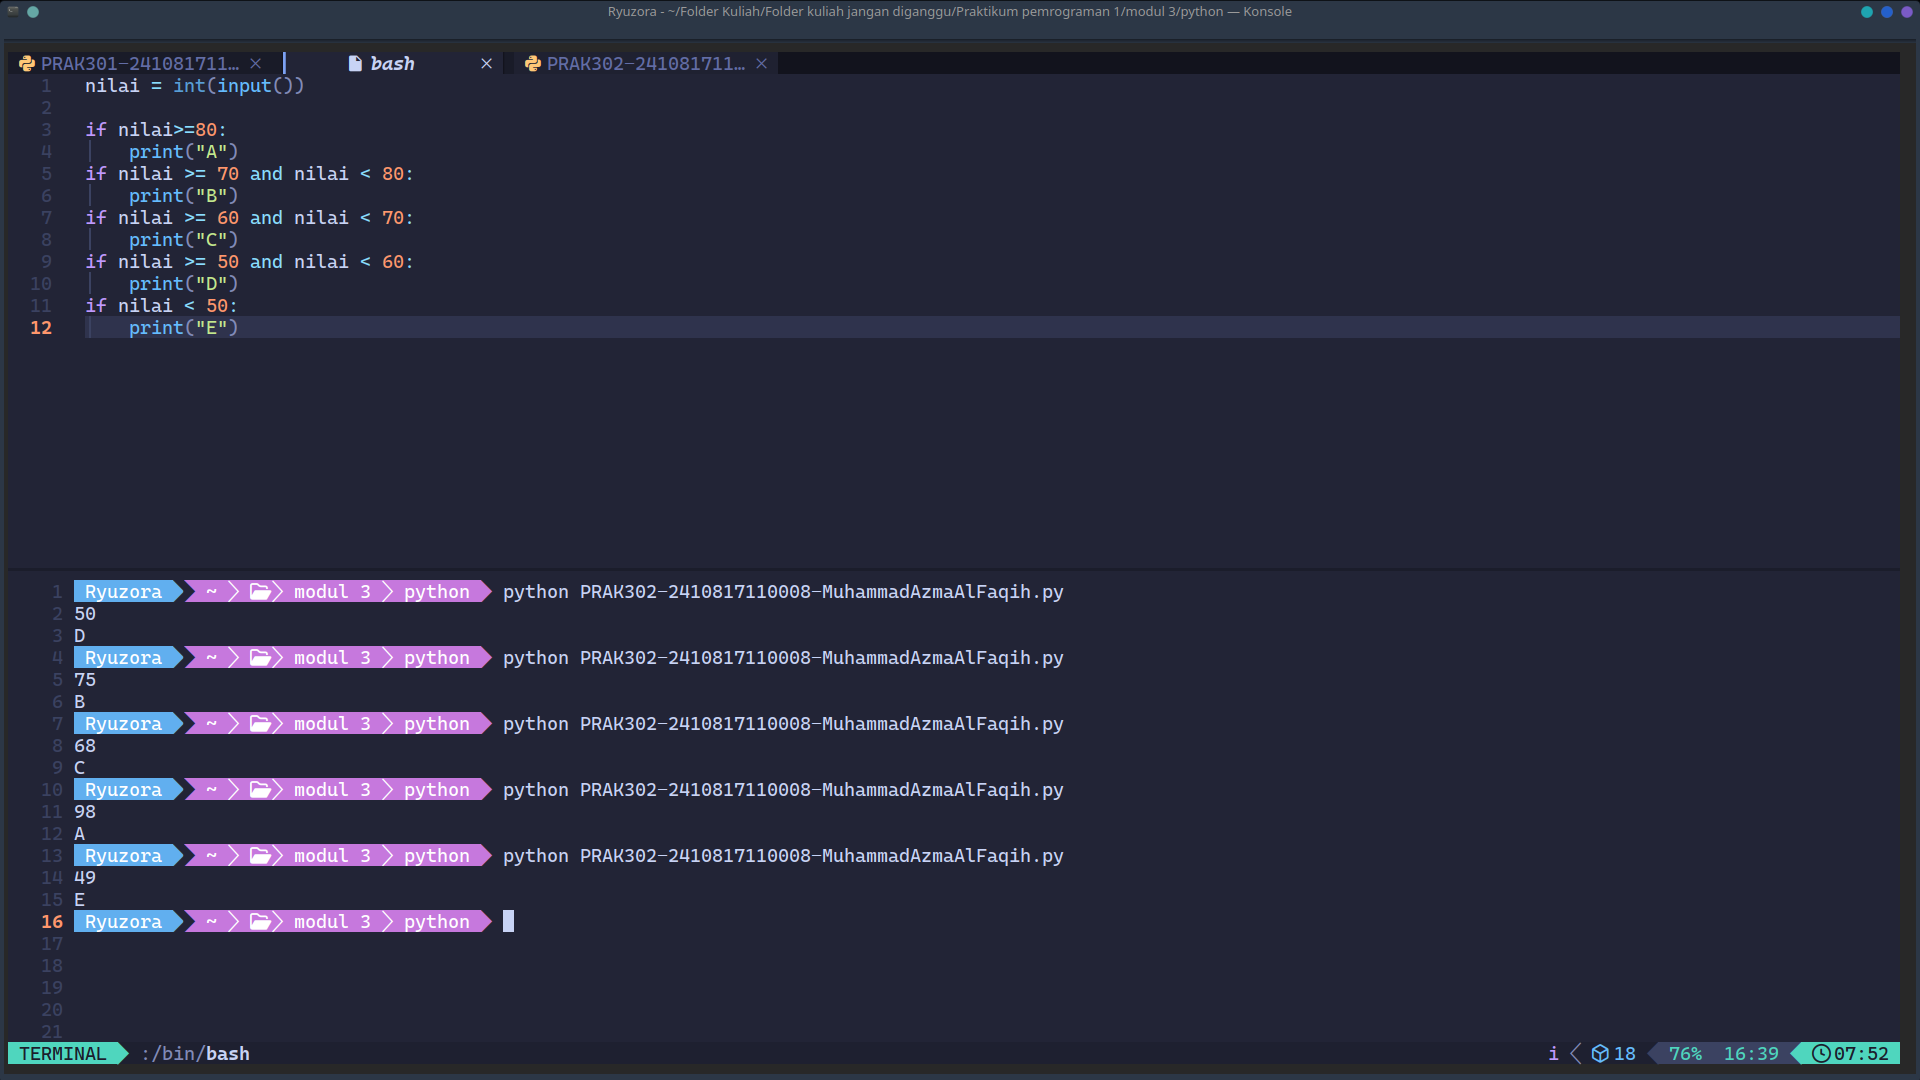 Ryuzora - ~/Folder Kuliah/Folder kuliah jangan diganggu/Praktikum pemrograman 1/modul 3/python — Konsole
PRAK301-241081711… × bash × PRAK302-241081711… ×
1 nilai = int(input())
2
3 if nilai>=80:
4 print("A")
5 if nilai >= 70 and nilai < 80:
6 print("B")
7 if nilai >= 60 and nilai < 70:
8 print("C")
9 if nilai >= 50 and nilai < 60:
10 print("D")
11 if nilai < 50:
12 print("E")
1 Ryuzora ~ modul 3 python python PRAK302-2410817110008-MuhammadAzmaAlFaqih.py
2 50
3 D
4 Ryuzora ~ modul 3 python python PRAK302-2410817110008-MuhammadAzmaAlFaqih.py
5 75
6 B
7 Ryuzora ~ modul 3 python python PRAK302-2410817110008-MuhammadAzmaAlFaqih.py
8 68
9 C
10 Ryuzora ~ modul 3 python python PRAK302-2410817110008-MuhammadAzmaAlFaqih.py
11 98
12 A
13 Ryuzora ~ modul 3 python python PRAK302-2410817110008-MuhammadAzmaAlFaqih.py
14 49
15 E
16 Ryuzora ~ modul 3 python
17
18
19
20
21
TERMINAL :/bin/bash i 18 76% 16:39 07:52